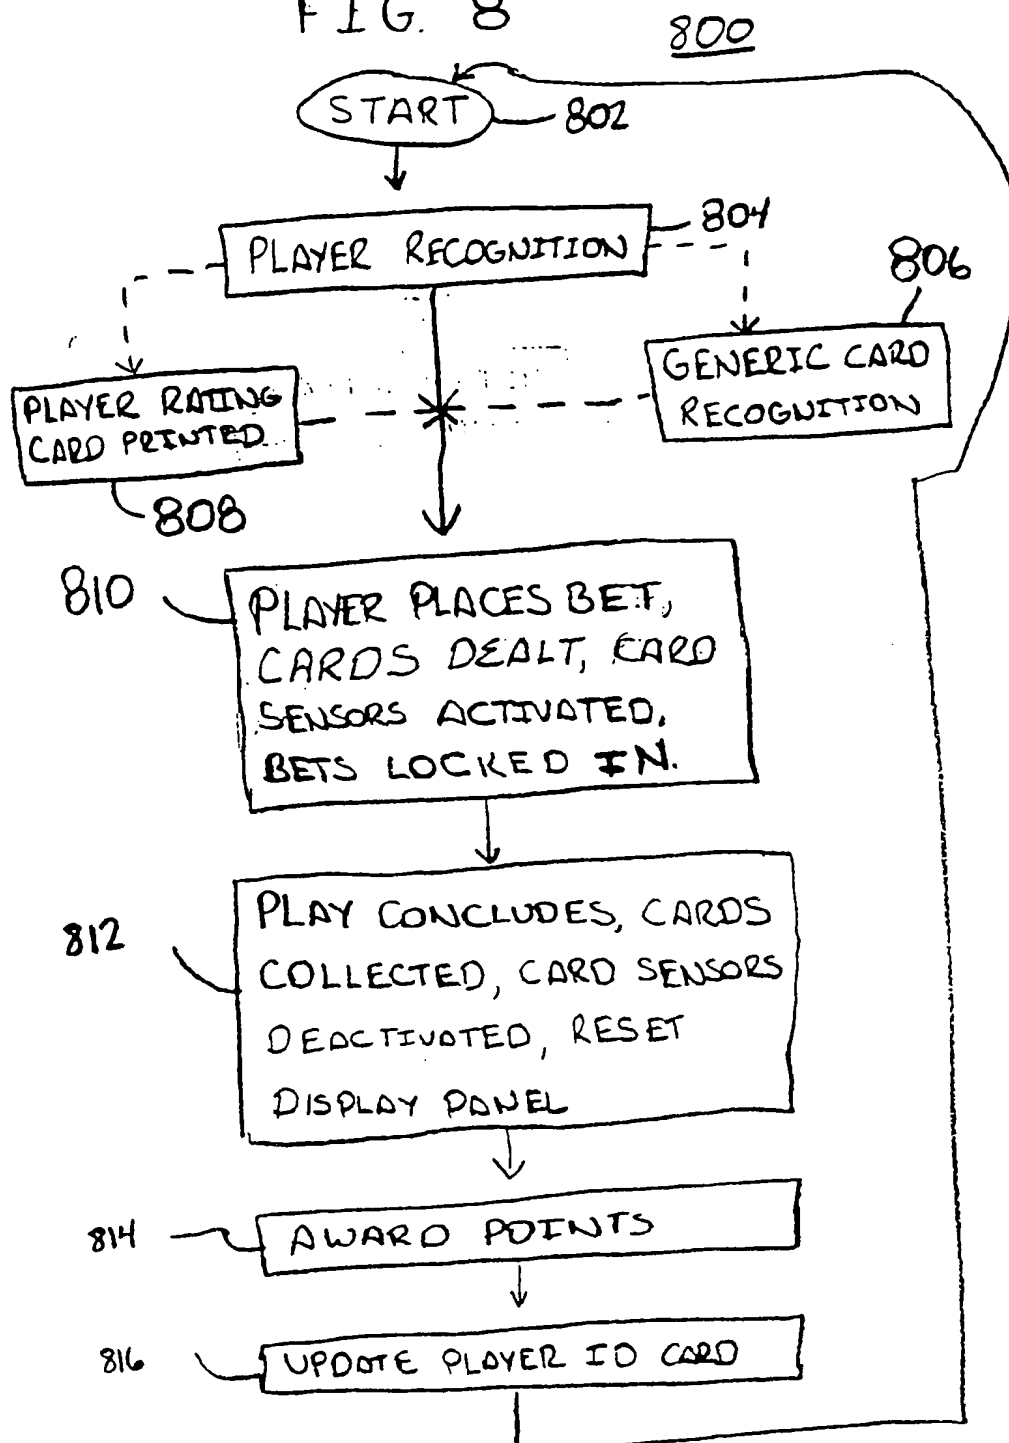 FIG. 8
800
START
802
PLAYER RECOGNITION
804
806
GENERIC CARD
RECOGNITION
PLAYER RATING
CARD PRINTED
808
810
PLAYER PLACES BET,
CARDS DEALT, CARD
SENSORS ACTIVATED.
BETS LOCKED IN.
812
PLAY CONCLUDES, CARDS
COLLECTED, CARD SENSORS
DEACTIVATED, RESET
DISPLAY PANEL
814
AWARD POINTS
816
UPDATE PLAYER ID CARD